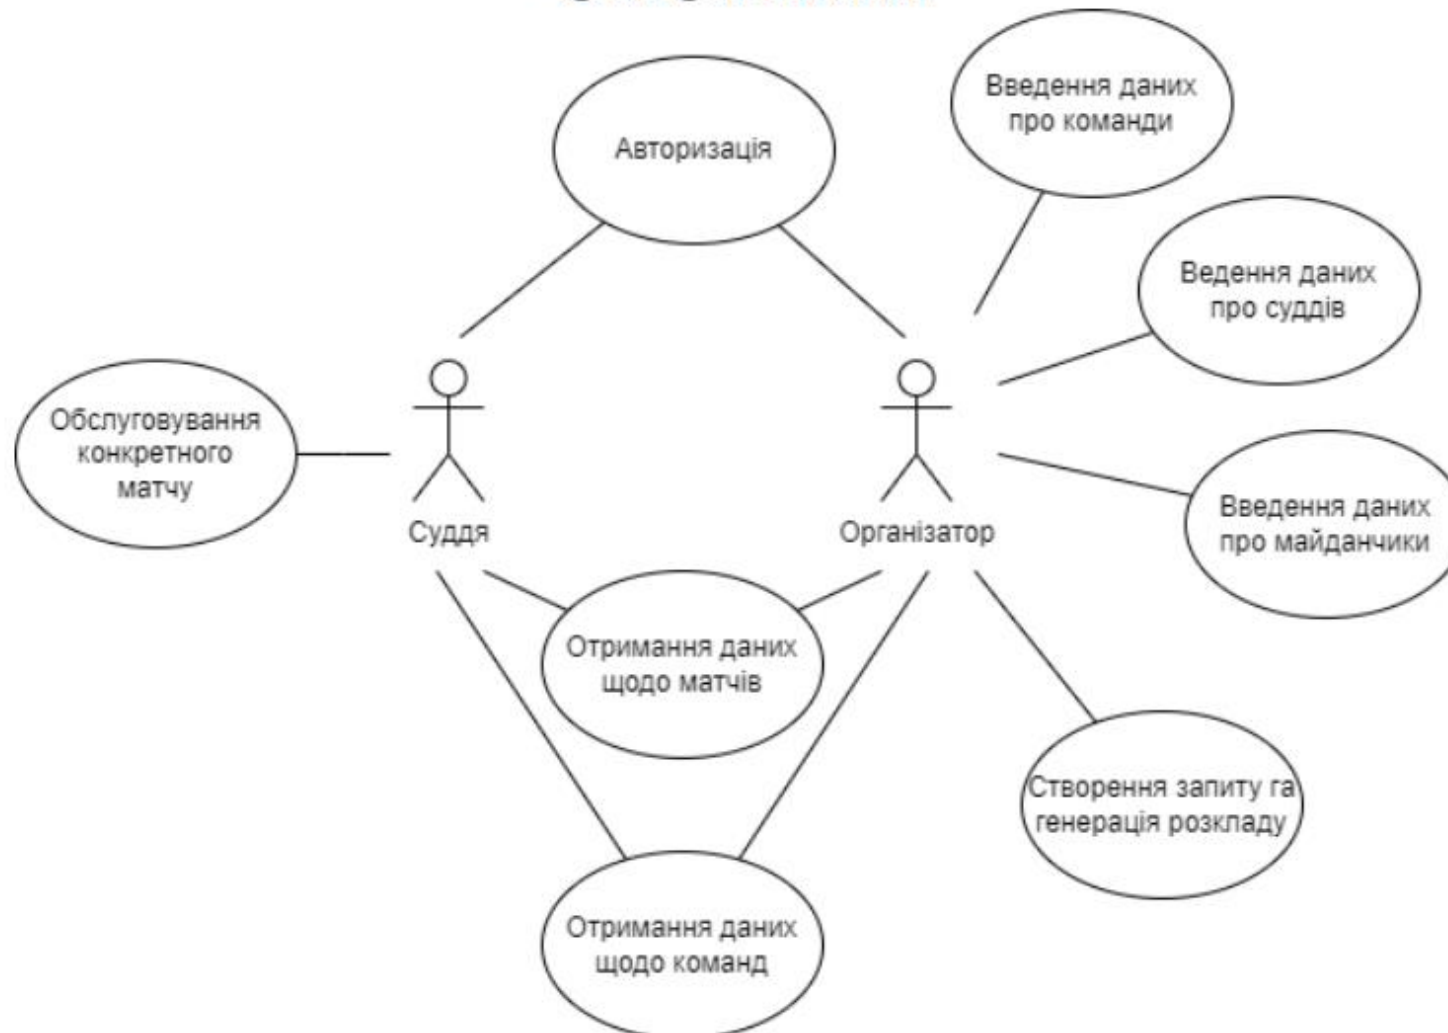 Авторизація
Введення даних
про команди
Ведення даних
про суддів
Обслуговування
конкретного
матчу
Суддя
Організатор
Введення даних
про майданчики
Отримання даних
щодо матчів
Створення запиту га
генерація розкладу
Отримання даних
щодо команд